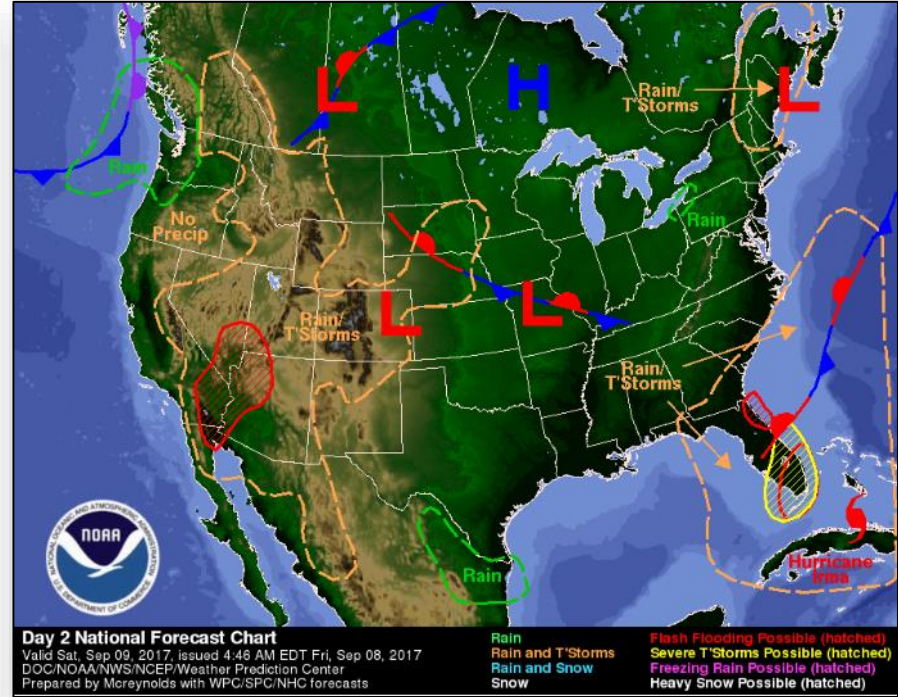 L
H
Rain/
T'Storms
L
Rain
No
Precip
Rain
Rain/
T'Storms
L
L
Rain/
T'Storms
Rain
Hurricane
Irma
NATIONAL OCEANIC AND ATMOSPHERIC ADMINISTRATION
NOAA
U.S. DEPARTMENT OF COMMERCE
Day 2 National Forecast Chart
Valid Sat, Sep 09, 2017, issued 4:46 AM EDT Fri, Sep 08, 2017
DOC/NOAA/NWS/NCEP/Weather Prediction Center
Prepared by Mcreynolds with WPC/SPC/NHC forecasts
Rain
Rain and T'Storms
Rain and Snow
Snow
Flash Flooding Possible (hatched)
Severe T'Storms Possible (hatched)
Freezing Rain Possible (hatched)
Heavy Snow Possible (hatched)